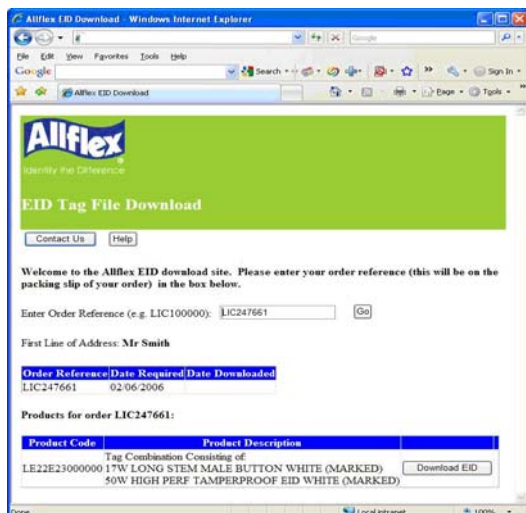 Allflex EID Download - Windows Internet Explorer
Google
File Edit View Favorites Tools Help
Google Search Sign In
Allflex EID Download Page Tools
Allflex
Identify the Difference
EID Tag File Download
Contact Us Help
Welcome to the Allflex EID download site. Please enter your order reference (this will be on the
packing slip of your order) in the box below.
Enter Order Reference (e.g. LIC100000): LIC247661 Go
First Line of Address: Mr Smith
Order Reference Date Required Date Downloaded
LIC247661 02/06/2006
Products for order LIC247661:
Product Code Product Description
Tag Combination Consisting of:
LE22E23000000 17W LONG STEM MALE BUTTON WHITE (MARKED) Download EID
50W HIGH PERF TAMPERPROOF EID WHITE (MARKED)
Done Local intranet 100%